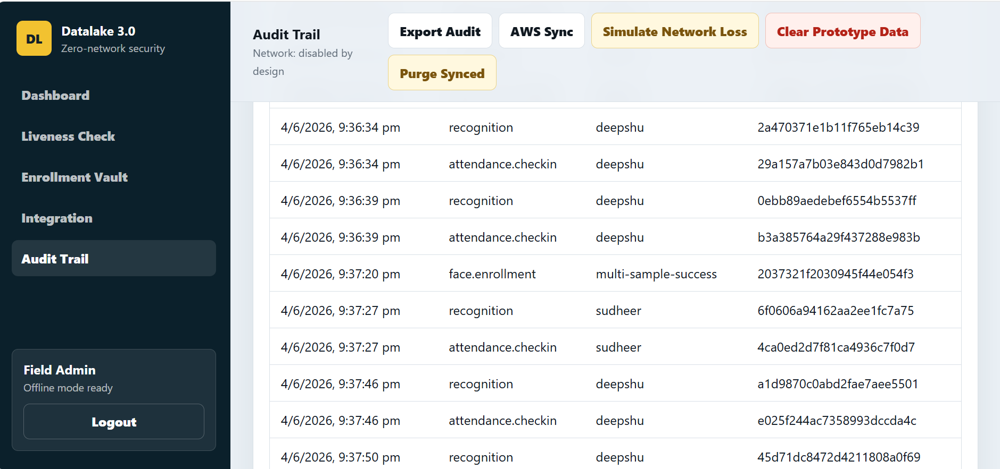 DL
Datalake 3.0
Zero-network security
Dashboard
Liveness Check
Enrollment Vault
Integration
Audit Trail
Field Admin
Offline mode ready
Logout
Audit Trail
Network: disabled by
design
Export Audit
AWS Sync
Simulate Network Loss
Clear Prototype Data
Purge Synced
4/6/2026, 9:36:34 pm recognition deepshu 2a470371e1b11f765eb14c39
4/6/2026, 9:36:34 pm attendance.checkin deepshu 29a157a7b03e843d0d7982b1
4/6/2026, 9:36:39 pm recognition deepshu 0ebb89aedebef6554b5537ff
4/6/2026, 9:36:39 pm attendance.checkin deepshu b3a385764a29f437288e983b
4/6/2026, 9:37:20 pm face.enrollment multi-sample-success 2037321f2030945f44e054f3
4/6/2026, 9:37:27 pm recognition sudheer 6f0606a94162aa2ee1fc7a75
4/6/2026, 9:37:27 pm attendance.checkin sudheer 4ca0ed2d7f81ca4936c7f0d7
4/6/2026, 9:37:46 pm recognition deepshu a1d9870c0abd2fae7aee5501
4/6/2026, 9:37:46 pm attendance.checkin deepshu e025f244ac7358993dccda4c
4/6/2026, 9:37:50 pm recognition deepshu 45d71dc8472d4211808a0f69